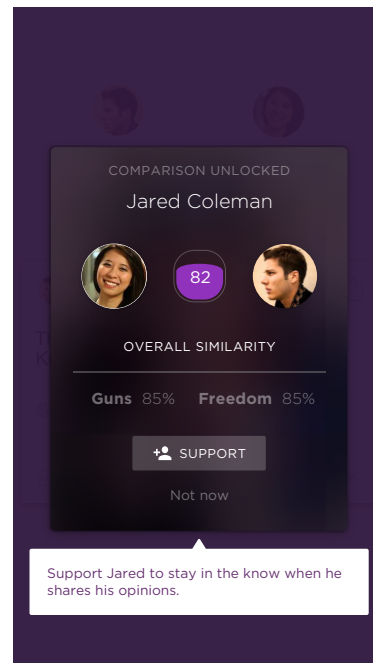 COMPARISON UNLOCKED
Jared Coleman
82
OVERALL SIMILARITY
Guns 85% Freedom 85%
SUPPORT
Not now
Support Jared to stay in the know when he
shares his opinions.